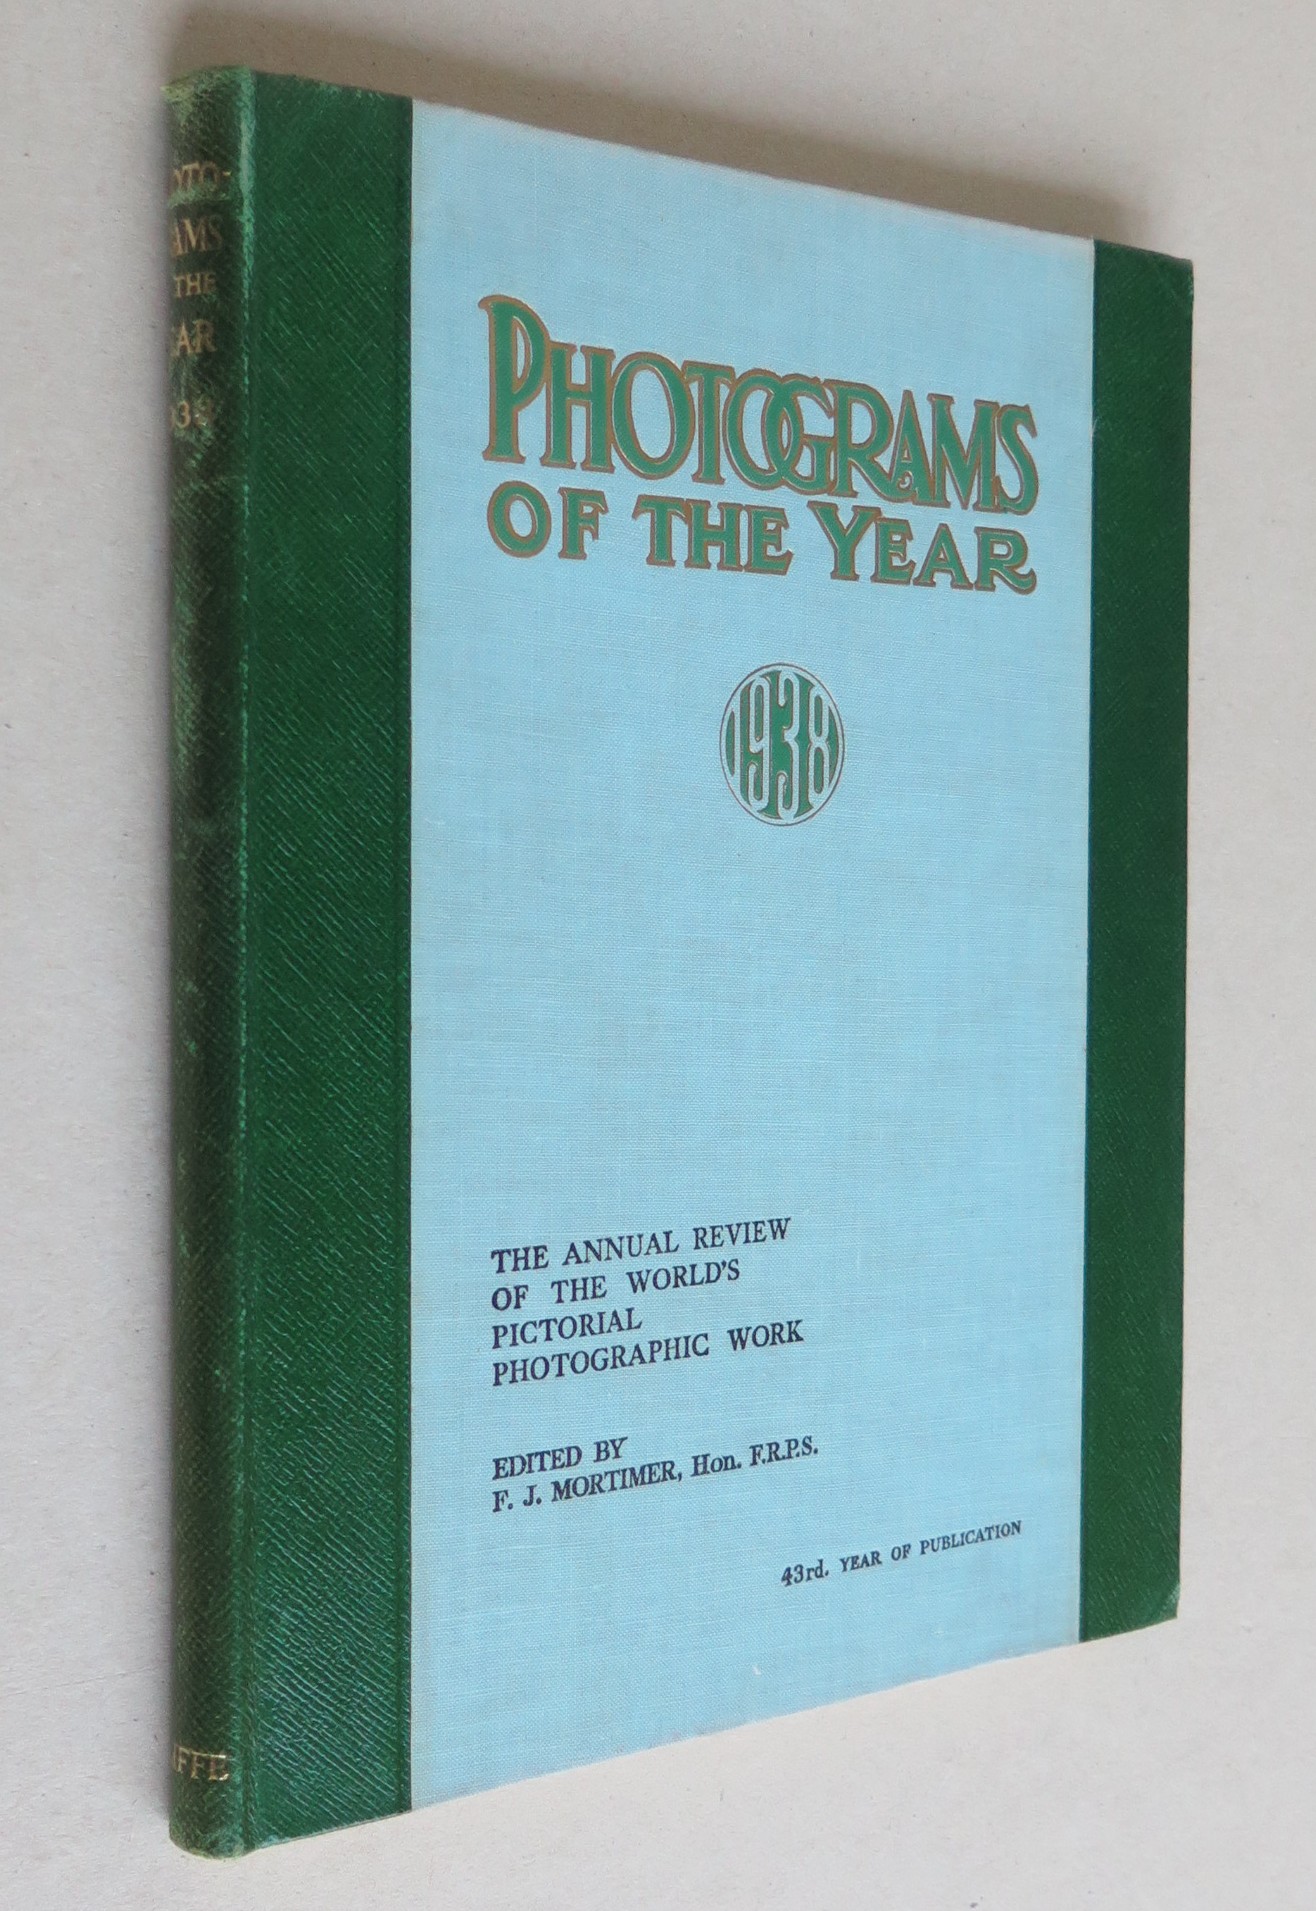 PHOTOGRAMS
OF THE YEAR
1938
THE ANNUAL REVIEW
OF THE WORLD'S
PICTORIAL
PHOTOGRAPHIC WORK
EDITED BY
F. J. MORTIMER, Hon. F.R.P.S.
43rd. YEAR OF PUBLICATION
THE